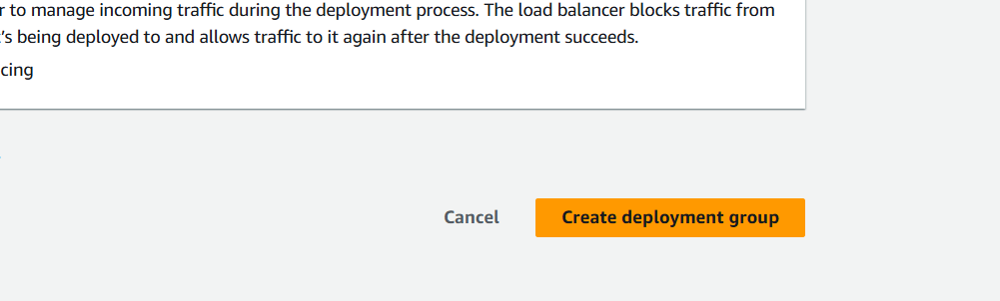 r to manage incoming traffic during the deployment process. The load balancer blocks traffic from
's being deployed to and allows traffic to it again after the deployment succeeds.
cing
Cancel
Create deployment group